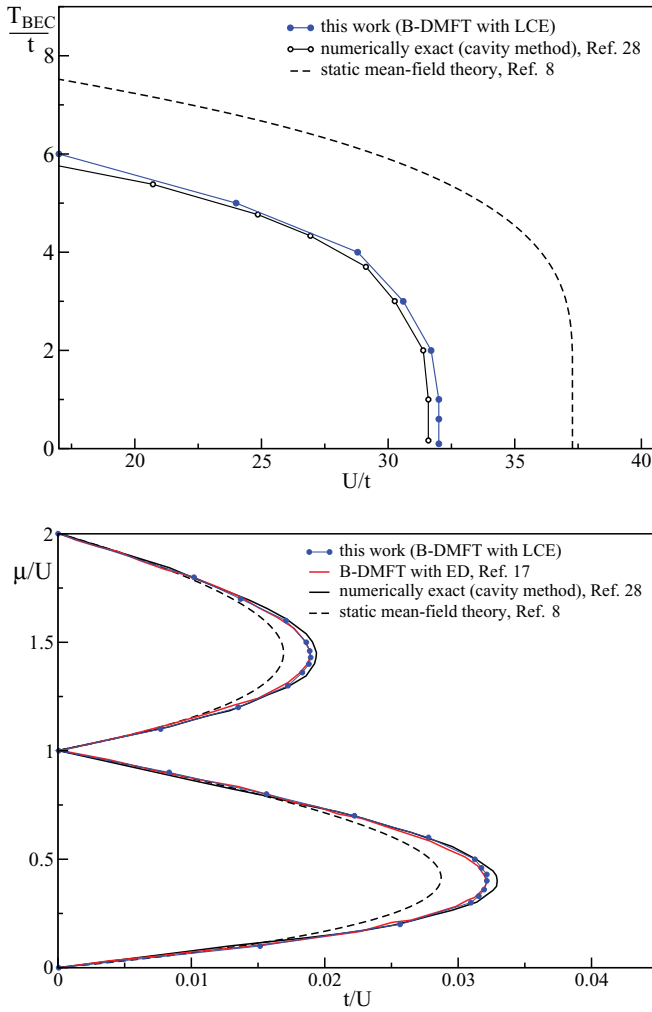 T_BEC
t
8
6
4
2
0
this work (B-DMFT with LCE)
numerically exact (cavity method), Ref. 28
static mean-field theory, Ref. 8
20 25 30 35 40
U/t
μ/U
2
1.5
1
0.5
0
this work (B-DMFT with LCE)
B-DMFT with ED, Ref. 17
numerically exact (cavity method), Ref. 28
static mean-field theory, Ref. 8
0 0.01 0.02 0.03 0.04
t/U